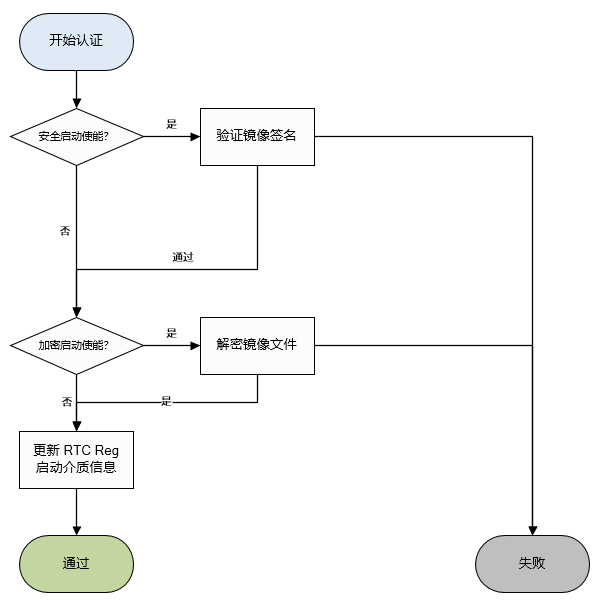 开始认证
安全启动使能?
是
验证镜像签名
否
通过
加密启动使能?
是
解密镜像文件
否
是
更新 RTC Reg
启动介质信息
通过
失败